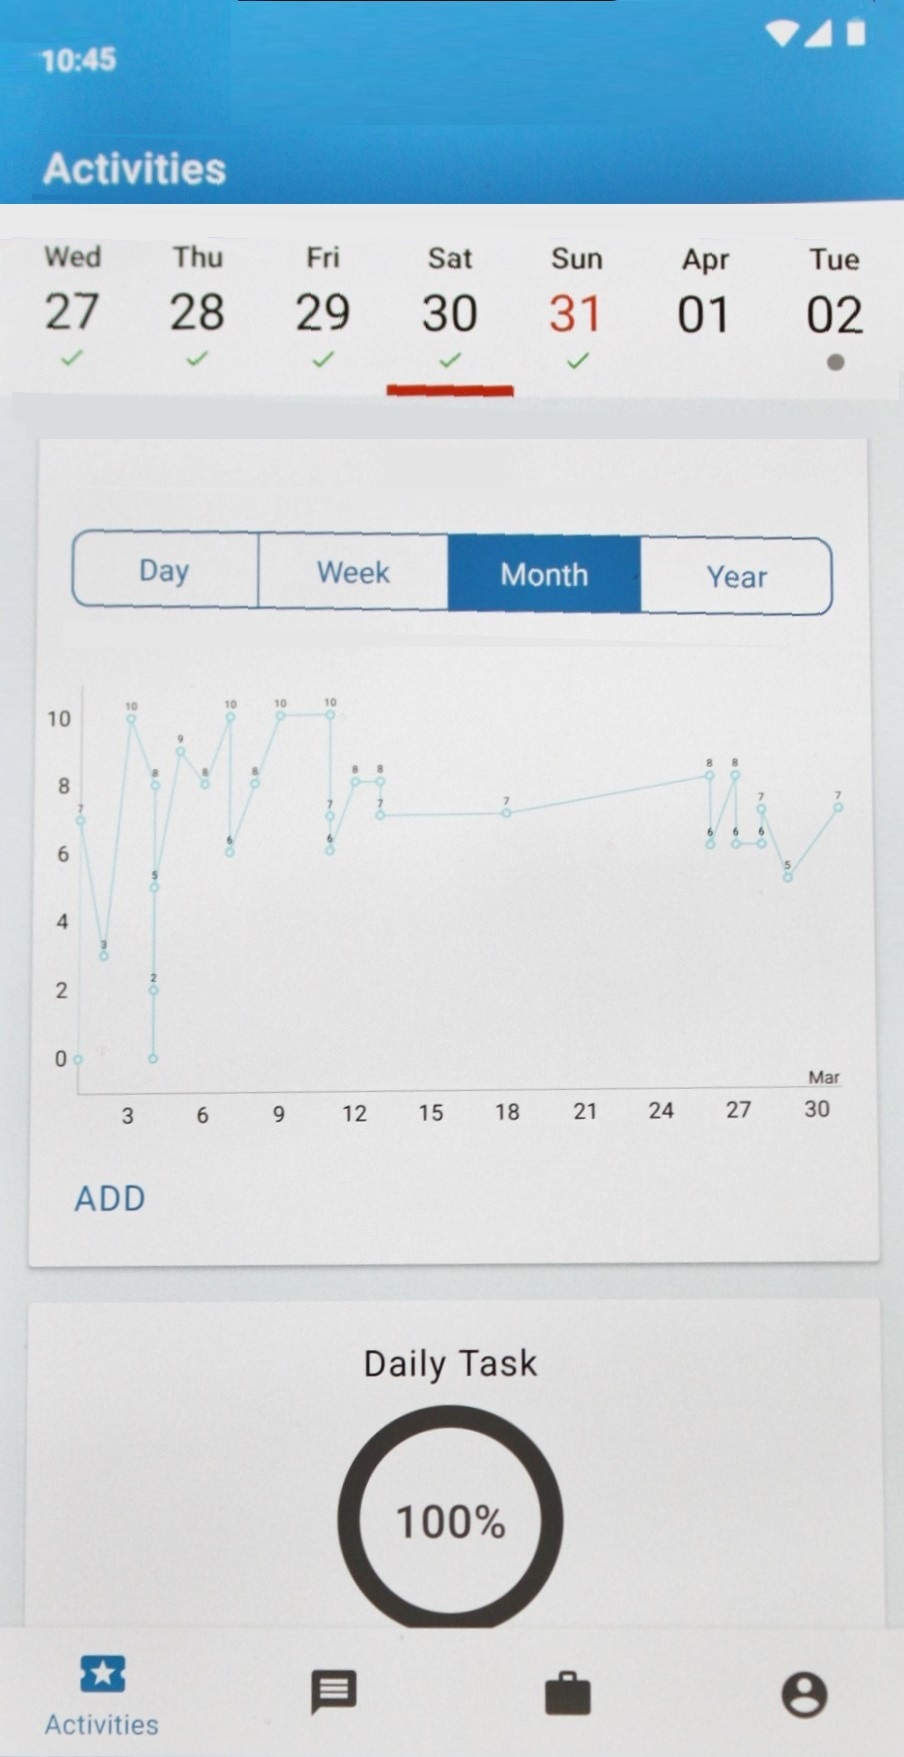 10:45
Activities
Wed Thu Fri Sat Sun Apr Tue
27 28 29 30 31 01 02
Day Week Month Year
10
8
6
4
2
0
7 3 10 8 5 2 9 8 10 6 8 10 10 7 6 8 8 7 7 8 6 8 6 7 6 5 7
Mar
3 6 9 12 15 18 21 24 27 30
ADD
Daily Task
100%
Activities